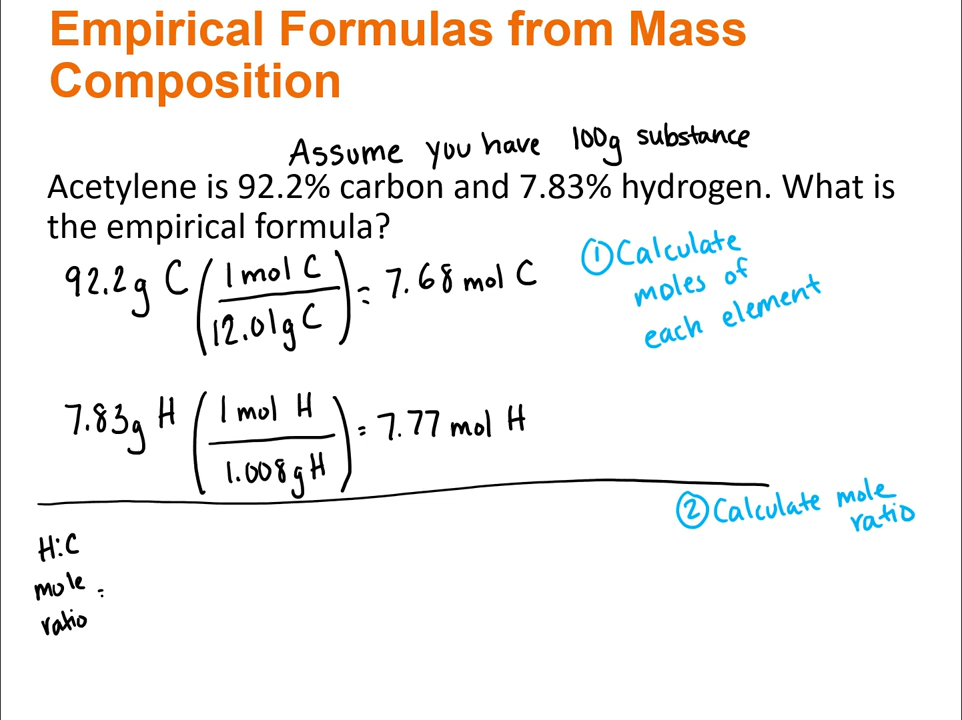 Empirical Formulas from Mass
Composition
Assume you have 100g substance
Acetylene is 92.2% carbon and 7.83% hydrogen. What is
the empirical formula?
92.2g C (1 mol C / 12.01g C) = 7.68 mol C
① Calculate
moles of
each element
7.83g H (1 mol H / 1.008g H) = 7.77 mol H
② Calculate mole
ratio
H:C
mole =
ratio